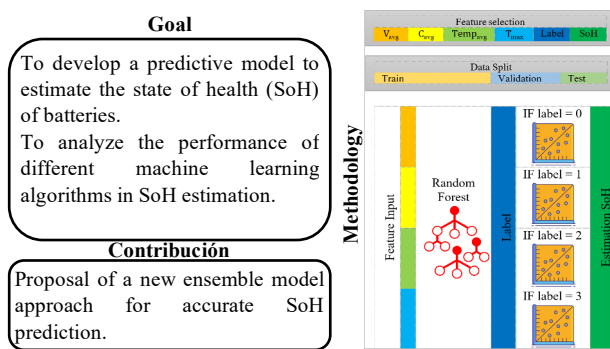 Goal
To develop a predictive model to
estimate the state of health (SoH)
of batteries.
To analyze the performance of
different machine learning
algorithms in SoH estimation.
Contribución
Proposal of a new ensemble model
approach for accurate SoH
prediction.
Methodology
Feature selection
Vavg Cavg Tempavg Tmax Label SoH
Data Split
Train Validation Test
Feature Input
Random
Forest
Label
IF label = 0
IF label = 1
IF label = 2
IF label = 3
Estimation SoH